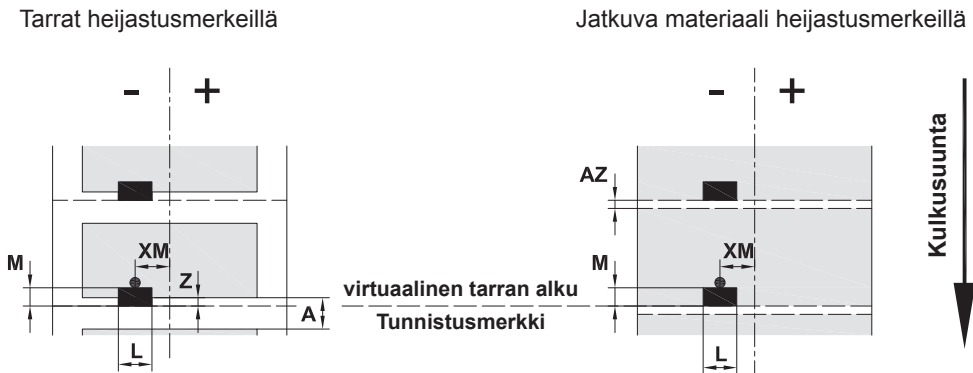 Tarrat heijastusmerkeillä
Jatkuva materiaali heijastusmerkeillä
- +
- +
Kulkusuunta
AZ
XM
M
Z
A
L
virtuaalinen tarran alku
Tunnistusmerkki
XM
M
L